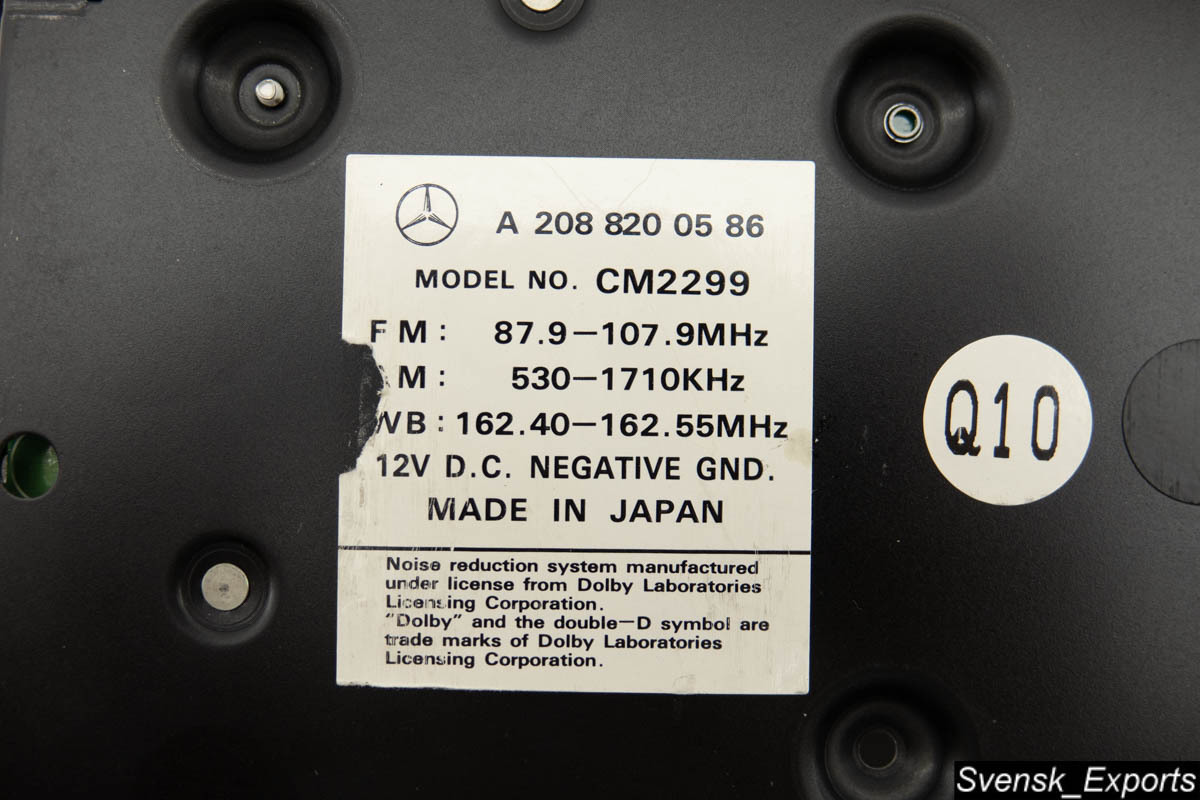 A 208 820 05 86
MODEL NO. CM2299
FM: 87.9-107.9MHz
M: 530-1710KHz
WB: 162.40-162.55MHz
12V D.C. NEGATIVE GND.
MADE IN JAPAN
Noise reduction system manufactured
under license from Dolby Laboratories
Licensing Corporation.
"Dolby" and the double-D symbol are
trade marks of Dolby Laboratories
Licensing Corporation.
Q10
Svensk_Exports